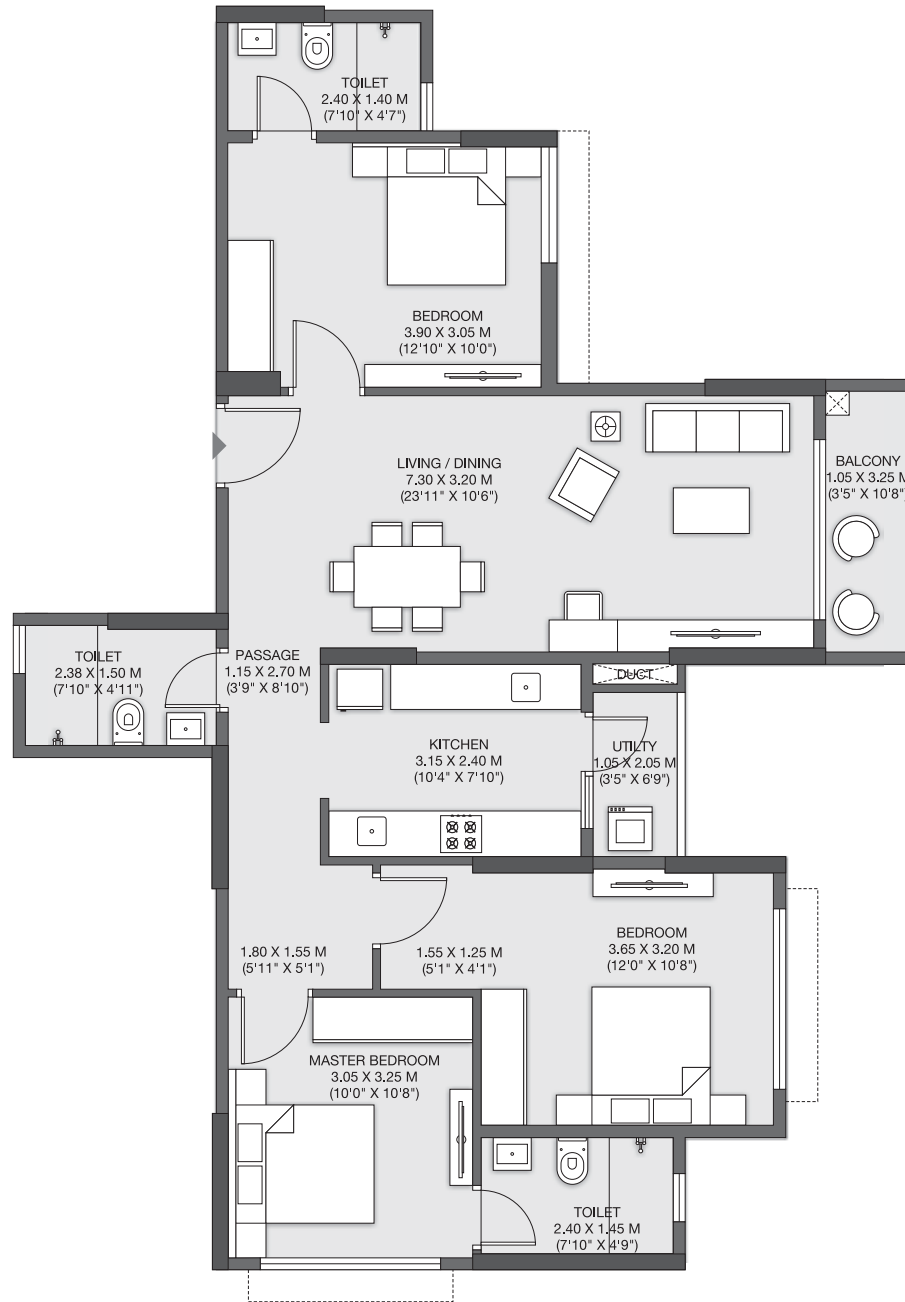 TOILET
2.40 X 1.40 M
(7'10" X 4'7")
BEDROOM
3.90 X 3.05 M
(12'10" X 10'0")
LIVING / DINING
7.30 X 3.20 M
(23'11" X 10'6")
BALCONY
1.05 X 3.25 M
(3'5" X 10'8")
TOILET
2.38 X 1.50 M
(7'10" X 4'11")
PASSAGE
1.15 X 2.70 M
(3'9" X 8'10")
DUCT
KITCHEN
3.15 X 2.40 M
(10'4" X 7'10")
UTILTY
1.05 X 2.05 M
(3'5" X 6'9")
1.80 X 1.55 M
(5'11" X 5'1")
1.55 X 1.25 M
(5'1" X 4'1")
BEDROOM
3.65 X 3.20 M
(12'0" X 10'8")
MASTER BEDROOM
3.05 X 3.25 M
(10'0" X 10'8")
TOILET
2.40 X 1.45 M
(7'10" X 4'9")